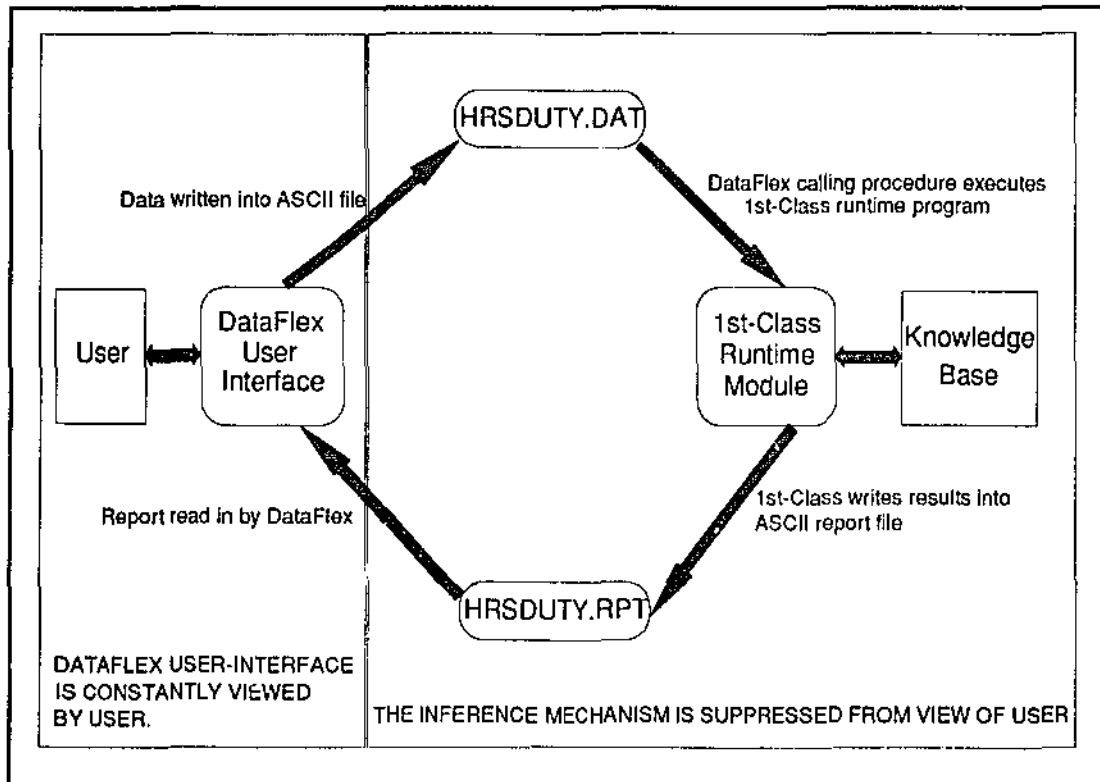 HRSDUTY.DAT
Data written into ASCII file
DataFlex calling procedure executes
1st-Class runtime program
User
DataFlex
User
Interface
1st-Class
Runtime
Module
Knowledge
Base
Report read in by DataFlex
1st-Class writes results into
ASCII report file
HRSDUTY.RPT
DATAFLEX USER-INTERFACE
IS CONSTANTLY VIEWED
BY USER.
THE INFERENCE MECHANISM IS SUPPRESSED FROM VIEW OF USER